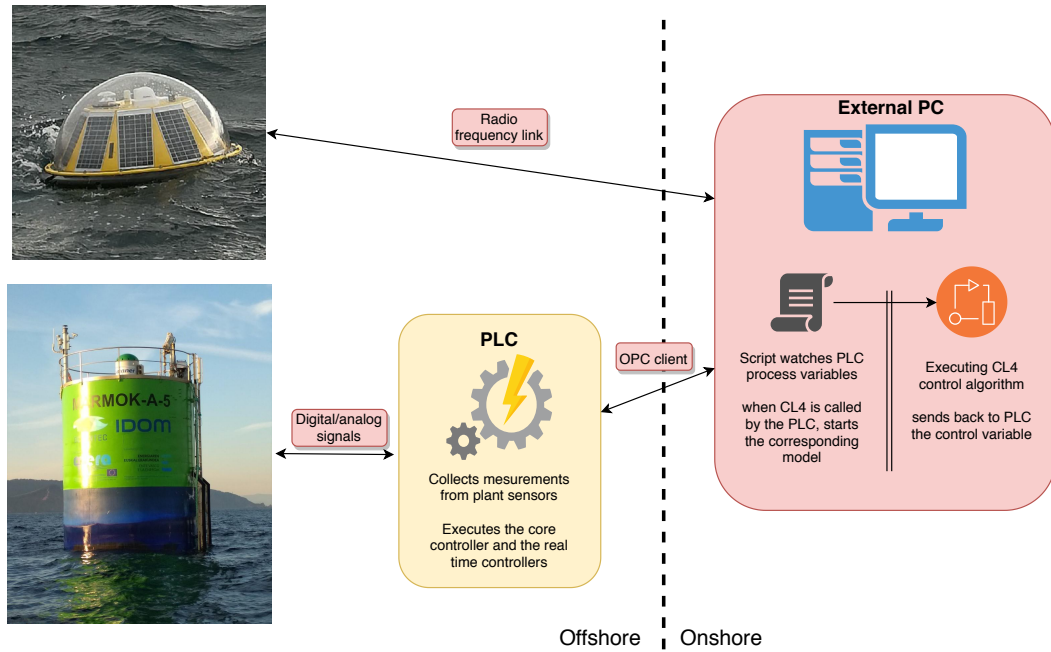 Radio
frequency link
External PC
Script watches PLC
process variables
when CL4 is called
by the PLC, starts
the corresponding
model
Executing CL4
control algorithm
sends back to PLC
the control variable
OPC client
PLC
Collects mesurements
from plant sensors
Executes the core
controller and the real
time controllers
Digital/analog
signals
MARMOK-A-5
IDOM
Offshore
Onshore